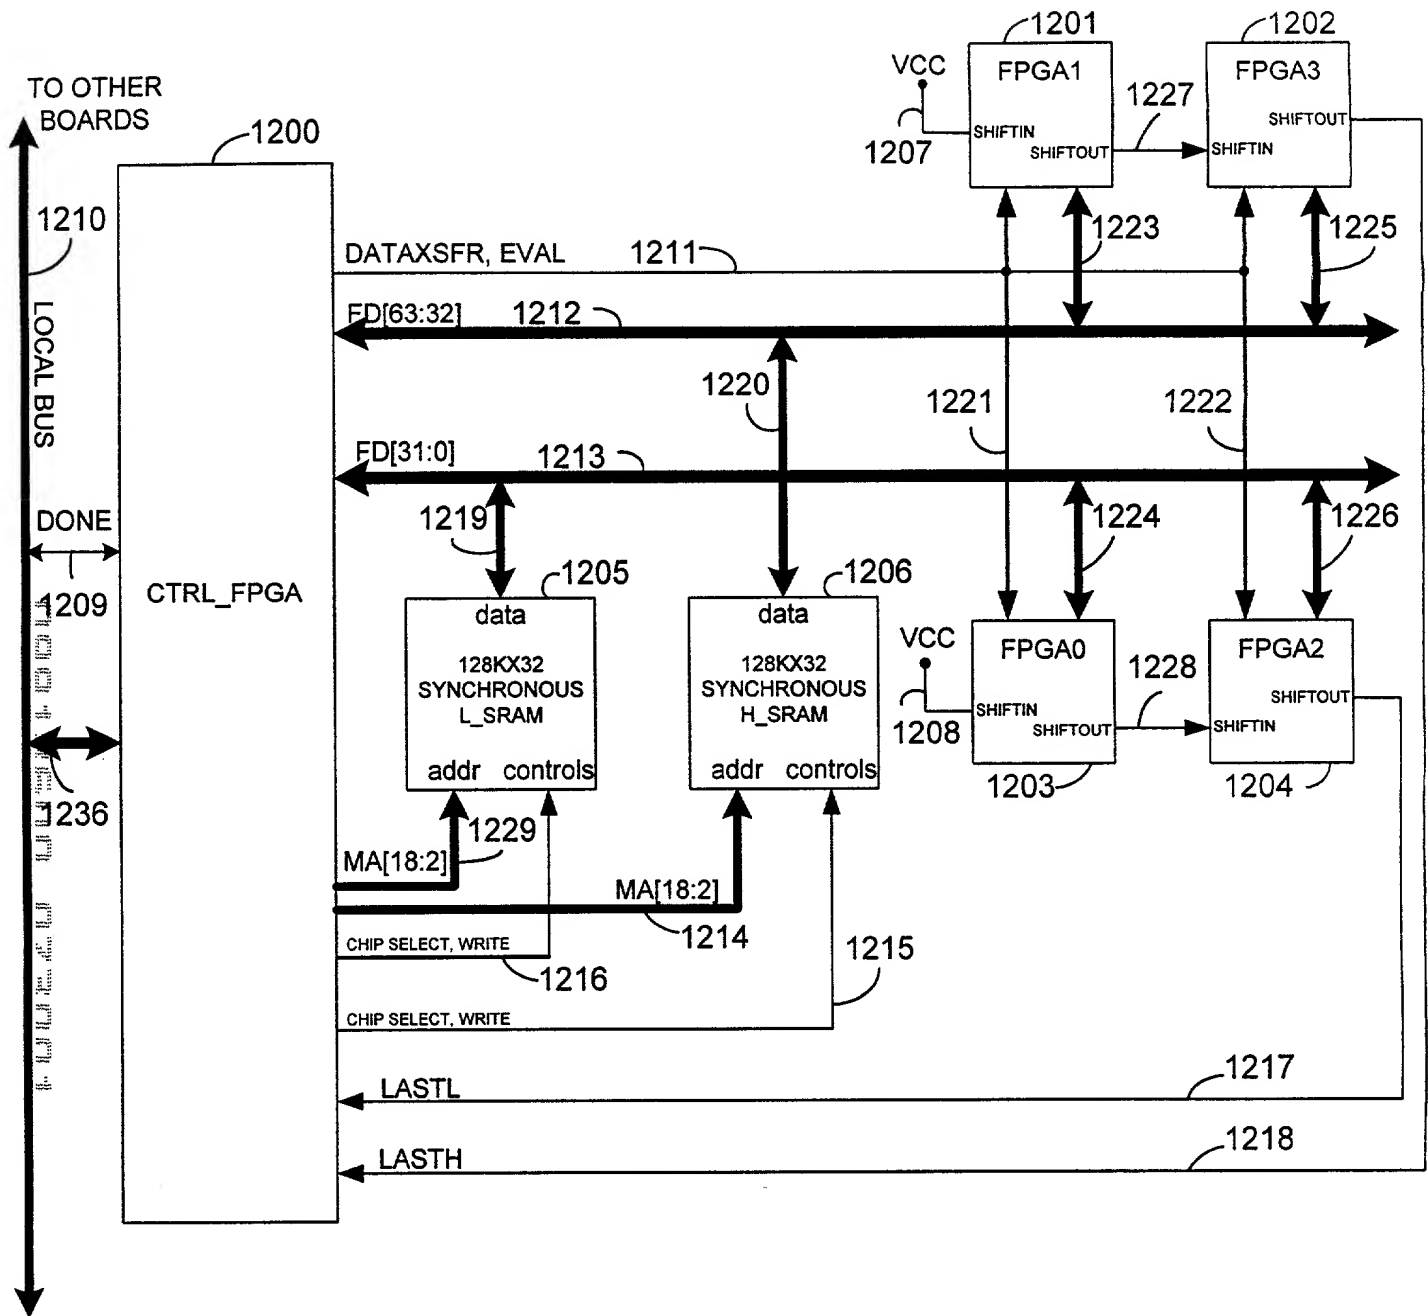 1201
1202
VCC
FPGA1
FPGA3
1227
SHIFTOUT
SHIFTIN
SHIFTOUT
SHIFTIN
1207
TO OTHER
BOARDS
1200
1210
1223
1225
DATAXSFR, EVAL
1211
FD[63:32]
1212
LOCAL BUS
1220
1221
1222
FD[31:0]
1213
1219
1224
1226
DONE
1209
CTRL_FPGA
1205
1206
data
data
128KX32
SYNCHRONOUS
L_SRAM
128KX32
SYNCHRONOUS
H_SRAM
addr controls
addr controls
VCC
FPGA0
FPGA2
1228
SHIFTOUT
SHIFTIN
SHIFTOUT
SHIFTIN
1208
1203
1204
1236
1229
MA[18:2]
MA[18:2]
1214
CHIP SELECT, WRITE
1216
1215
CHIP SELECT, WRITE
LASTL
1217
LASTH
1218